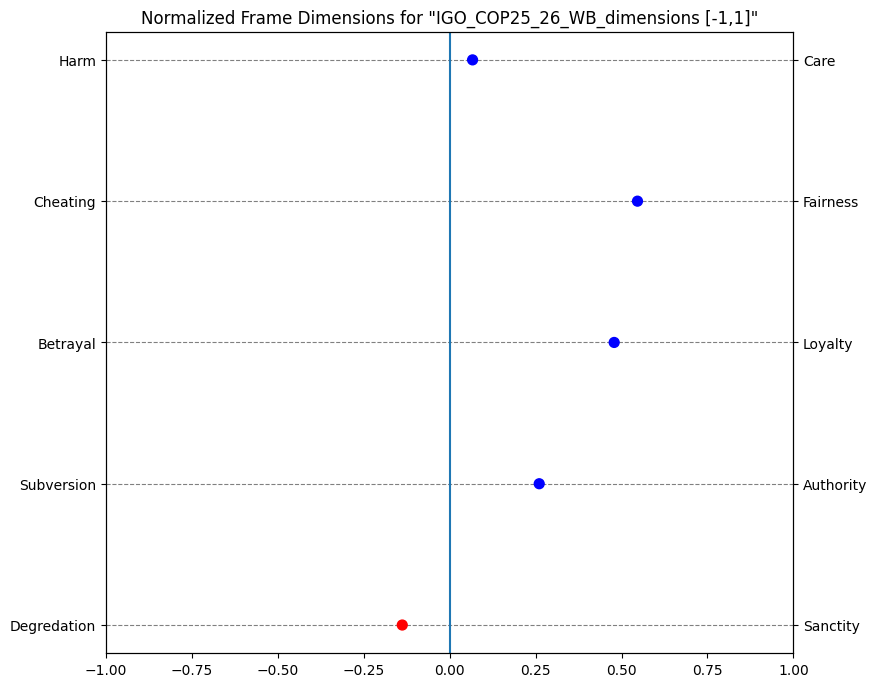 Normalized Frame Dimensions for "IGO_COP25_26_WB_dimensions [-1,1]"
Harm Care
Cheating Fairness
Betrayal Loyalty
Subversion Authority
Degredation Sanctity
−1.00 −0.75 −0.50 −0.25 0.00 0.25 0.50 0.75 1.00